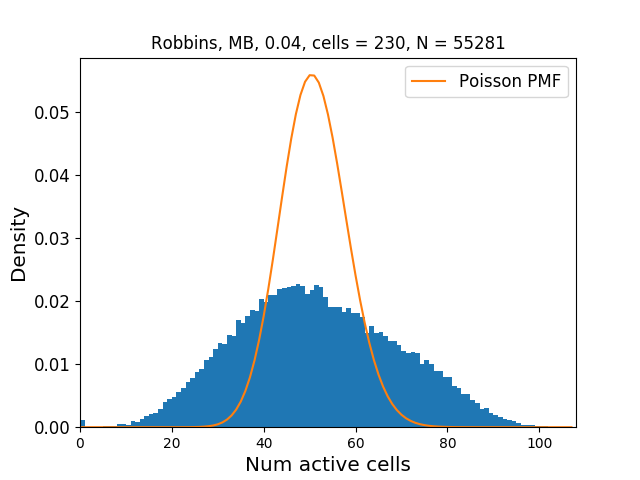 Robbins, MB, 0.04, cells = 230, N = 55281
Poisson PMF
Density
0.05
0.04
0.03
0.02
0.01
0.00
0 20 40 60 80 100
Num active cells